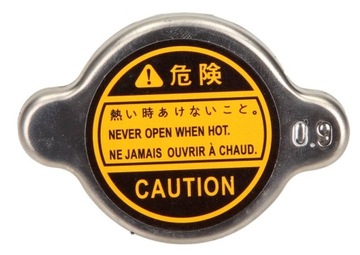 危険
熱い時あけないこと。
NEVER OPEN WHEN HOT.
NE JAMAIS OUVRIR À CHAUD.
CAUTION
0.9